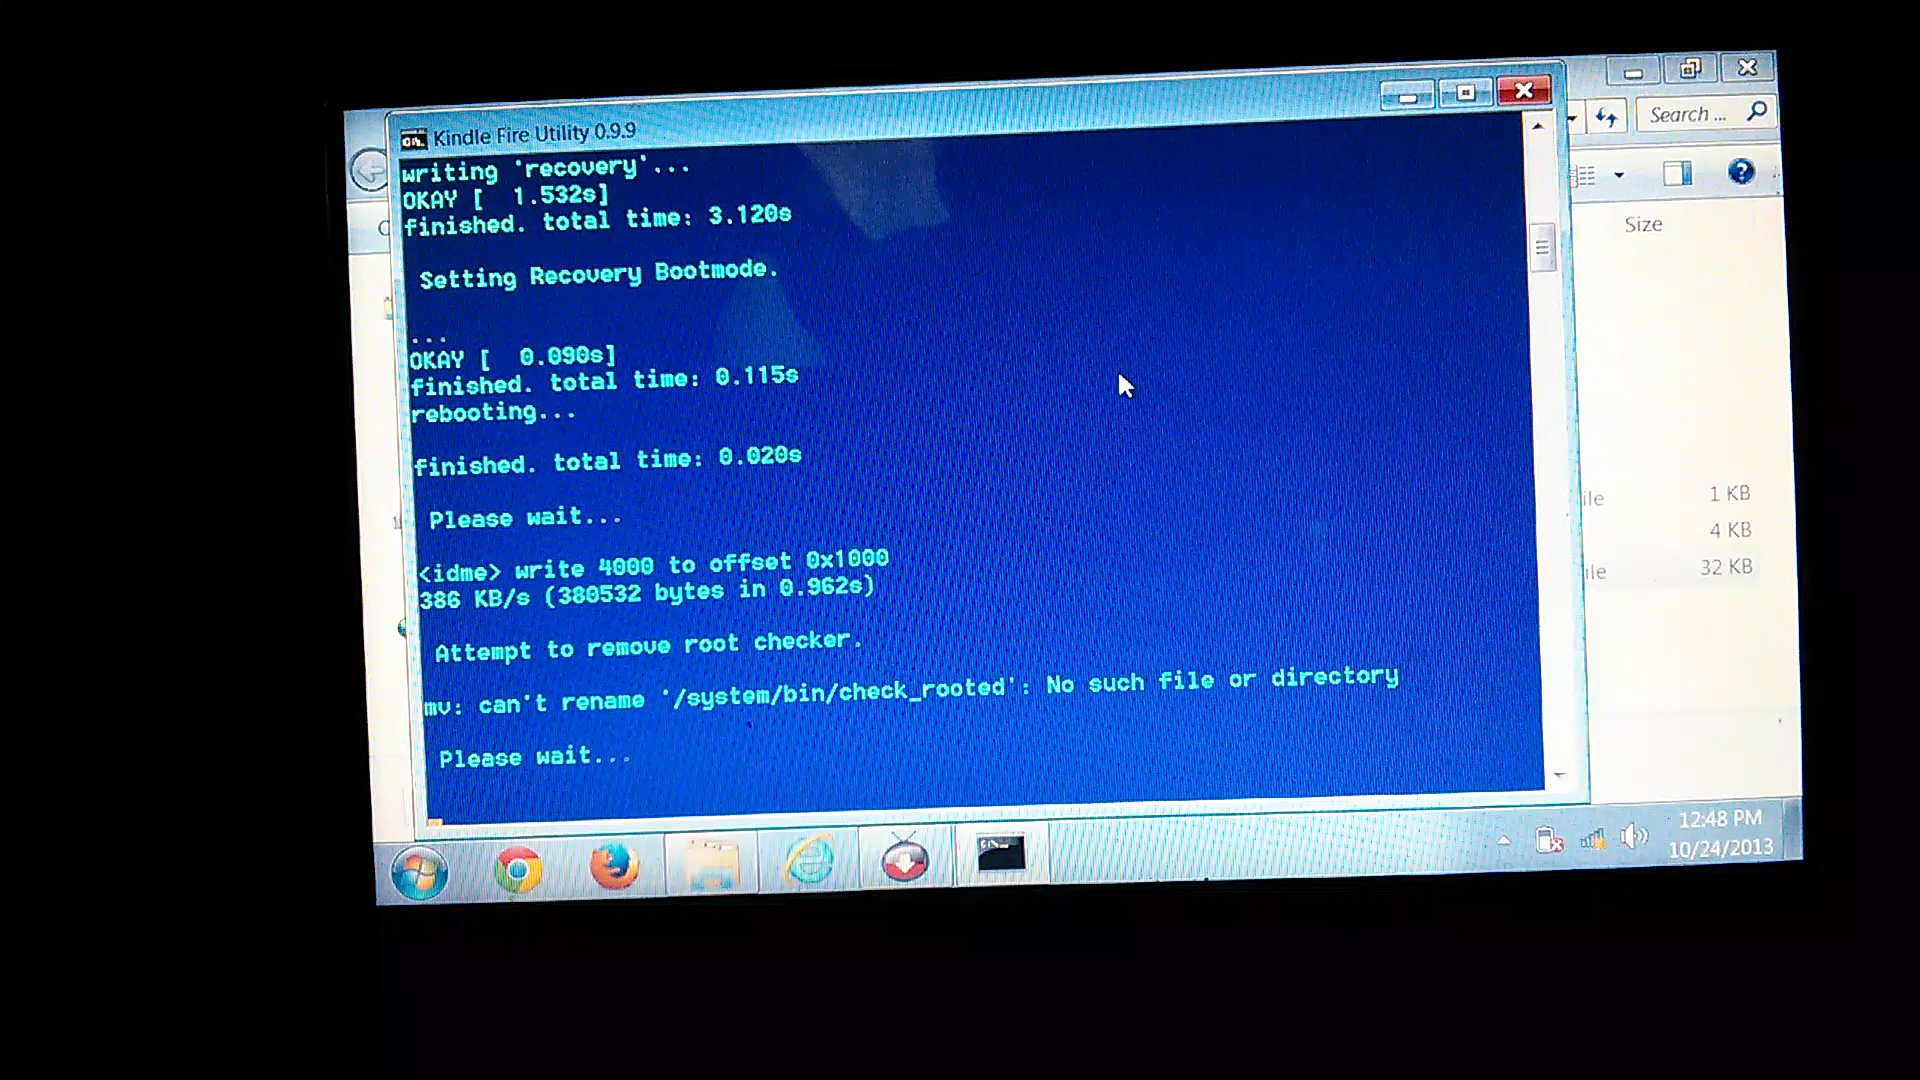 Kindle Fire Utility 0.9.9
writing 'recovery'...
OKAY [  1.532s]
finished. total time: 3.120s
Setting Recovery Bootmode.
...
OKAY [  0.090s]
finished. total time: 0.115s
rebooting...
finished. total time: 0.020s
Please wait...
<idme> write 4000 to offset 0x1000
386 KB/s (380532 bytes in 0.962s)
Attempt to remove root checker.
mv: can't rename '/system/bin/check_rooted': No such file or directory
Please wait...
Search ...
Size
ile 1 KB
4 KB
ile 32 KB
12:48 PM
10/24/2013